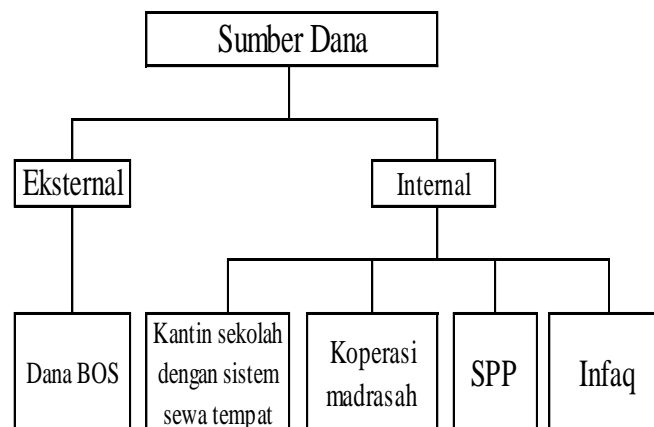 Sumber Dana
Eksternal
Internal
Dana BOS
Kantin sekolah
dengan sistem
sewa tempat
Koperasi
madrasah
SPP
Infaq